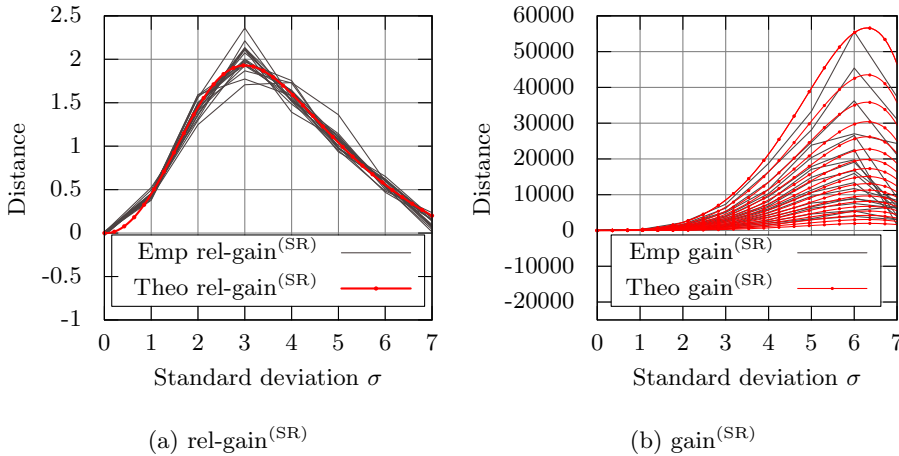 2.5
2
1.5
1
0.5
0
-0.5
-1
Distance
Emp rel-gain^(SR)
Theo rel-gain^(SR)
0 1 2 3 4 5 6 7
Standard deviation σ
(a) rel-gain^(SR)
60000
50000
40000
30000
20000
10000
0
-10000
-20000
Distance
Emp gain^(SR)
Theo gain^(SR)
0 1 2 3 4 5 6 7
Standard deviation σ
(b) gain^(SR)